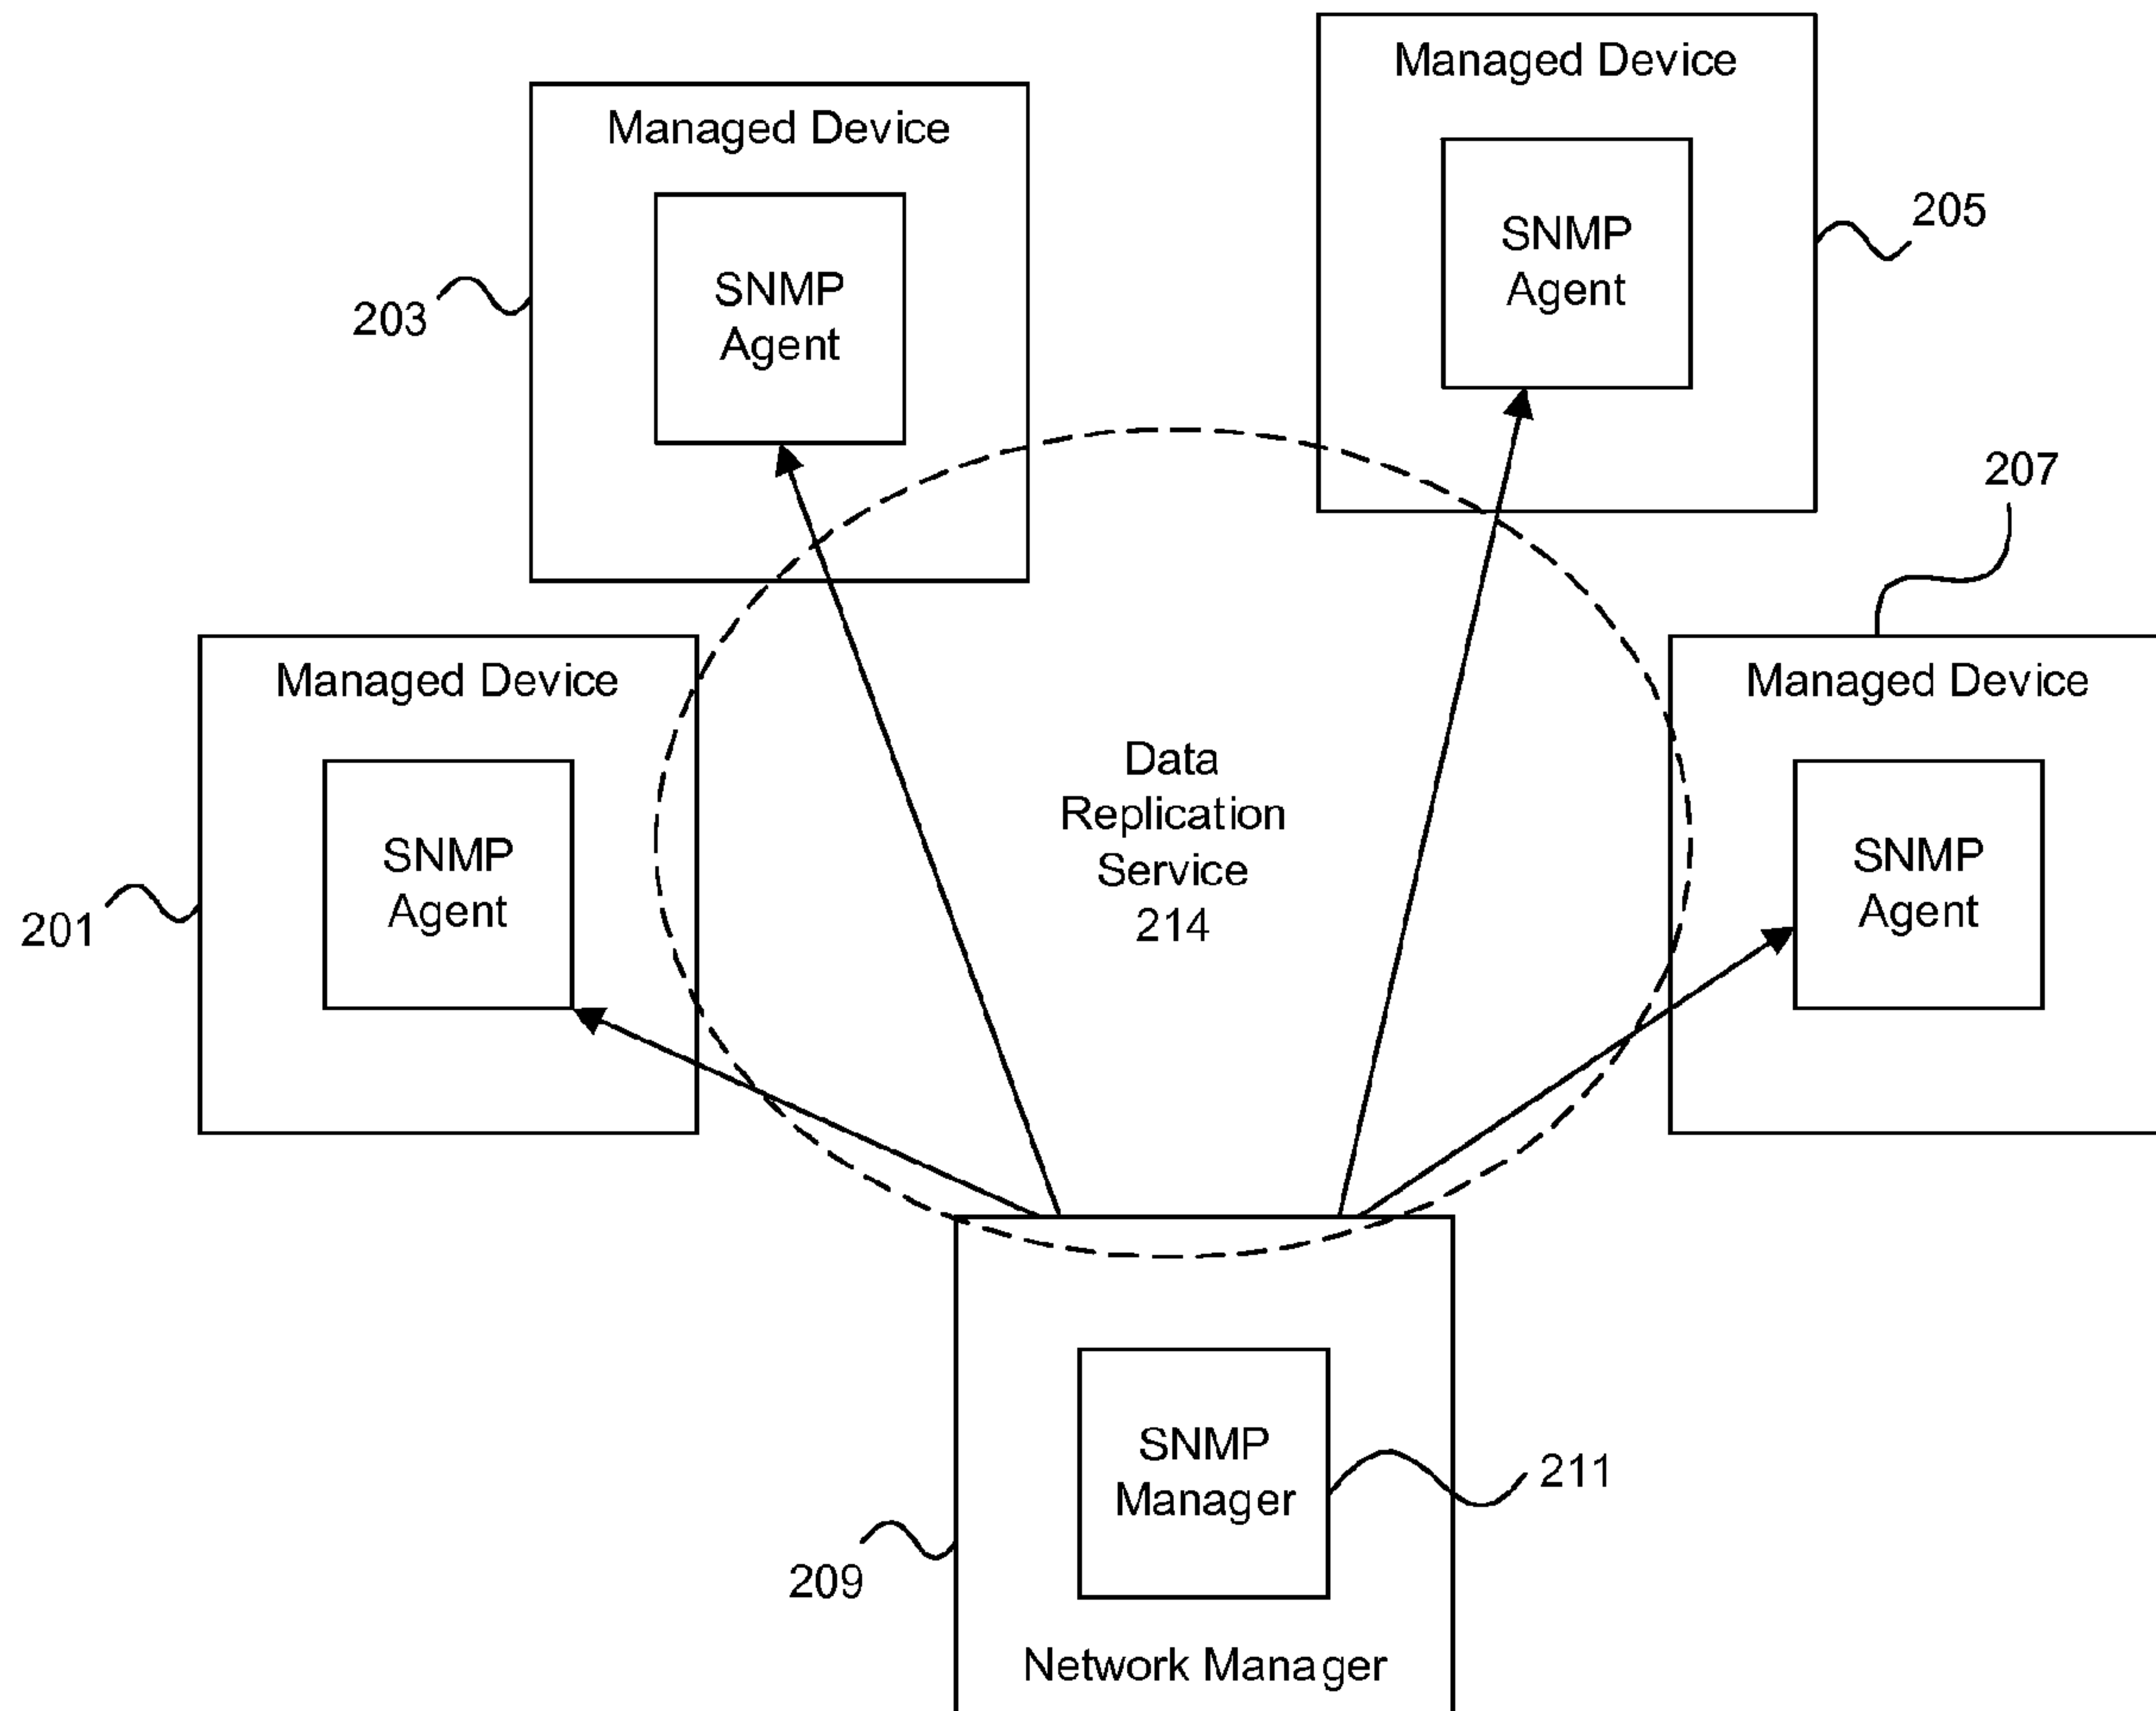 Managed Device
SNMP
Agent
205
Managed Device
SNMP
Agent
203
207
Managed Device
SNMP
Agent
201
Data
Replication
Service
214
Managed Device
SNMP
Agent
SNMP
Manager
211
209
Network Manager